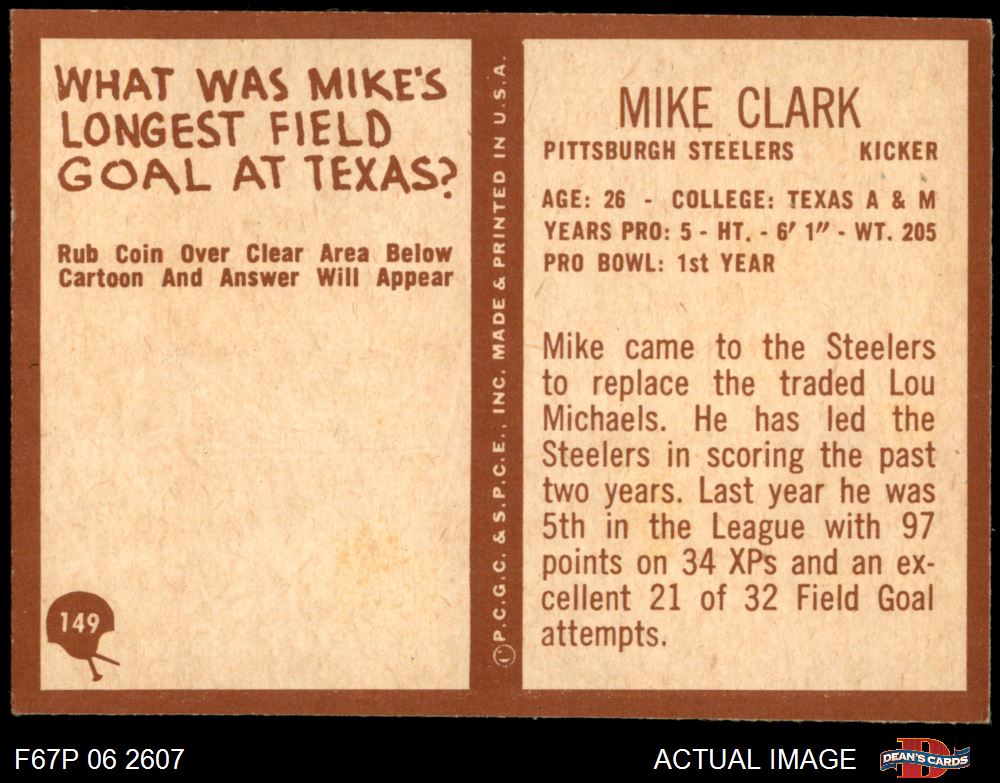 WHAT WAS MIKE'S
LONGEST FIELD
GOAL AT TEXAS?
Rub Coin Over Clear Area Below
Cartoon And Answer Will Appear
149
© P.C.G.C. & S.P.C.E., INC. MADE & PRINTED IN U.S.A.
MIKE CLARK
PITTSBURGH STEELERS KICKER
AGE: 26 - COLLEGE: TEXAS A & M
YEARS PRO: 5 - HT. - 6' 1" - WT. 205
PRO BOWL: 1st YEAR
Mike came to the Steelers
to replace the traded Lou
Michaels. He has led the
Steelers in scoring the past
two years. Last year he was
5th in the League with 97
points on 34 XPs and an ex-
cellent 21 of 32 Field Goal
attempts.
F67P 06 2607
ACTUAL IMAGE
DEAN'S CARDS